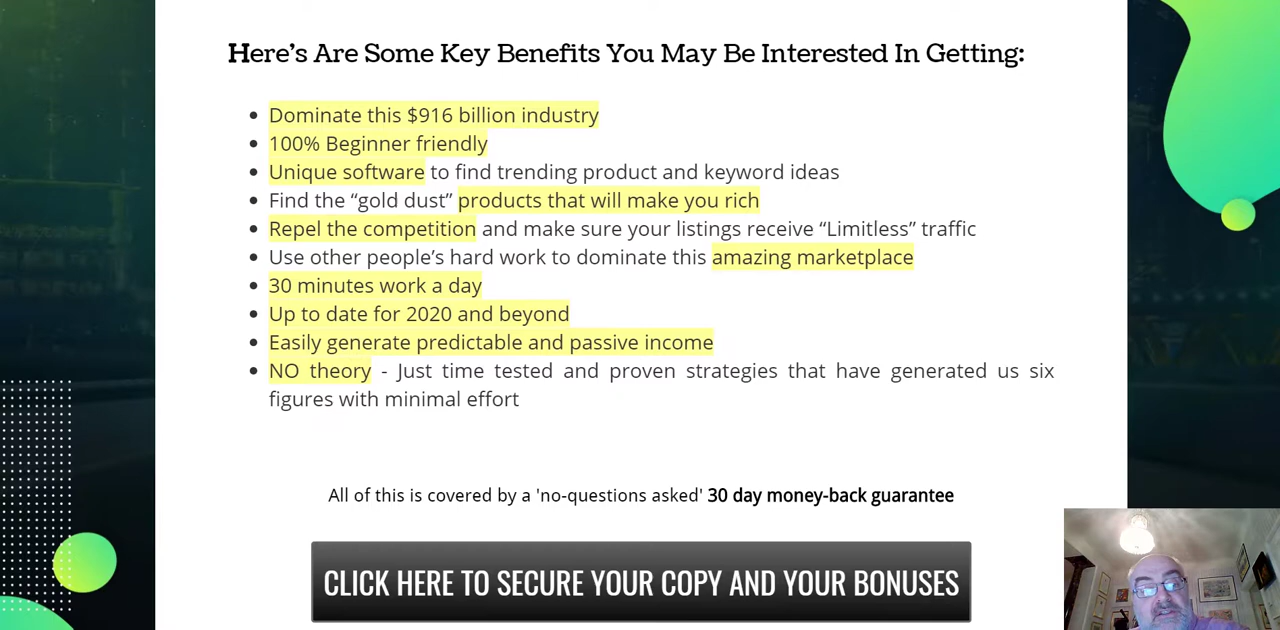 Here's Are Some Key Benefits You May Be Interested In Getting:
Dominate this $916 billion industry
100% Beginner friendly
Unique software to find trending product and keyword ideas
Find the “gold dust” products that will make you rich
Repel the competition and make sure your listings receive “Limitless” traffic
Use other people’s hard work to dominate this amazing marketplace
30 minutes work a day
Up to date for 2020 and beyond
Easily generate predictable and passive income
NO theory - Just time tested and proven strategies that have generated us six
figures with minimal effort
All of this is covered by a 'no-questions asked' 30 day money-back guarantee
CLICK HERE TO SECURE YOUR COPY AND YOUR BONUSES